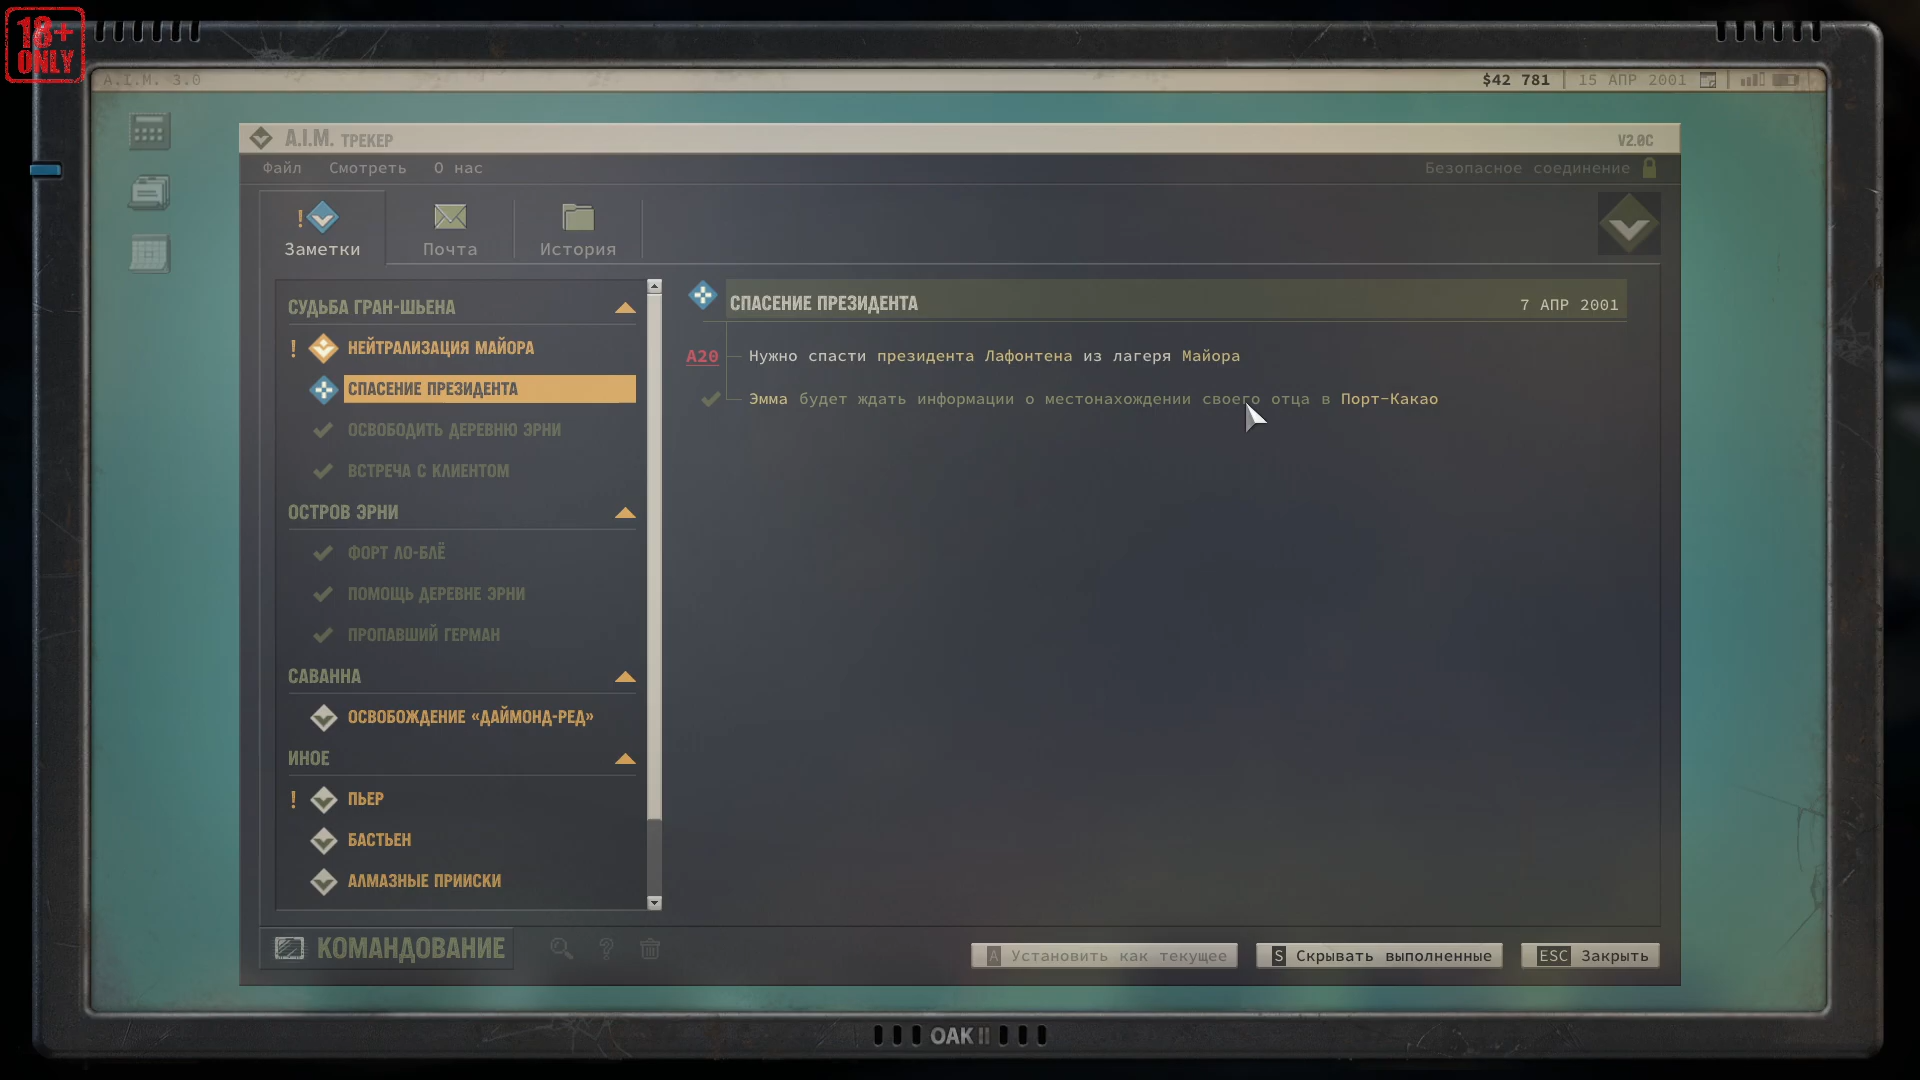 18+
ONLY
A.I.M. 3.0
$42 781
15 АПР 2001
A.I.M. ТРЕКЕР
V2.0C
Файл
Смотреть
О нас
Безопасное соединение
!
Заметки
Почта
История
СУДЬБА ГРАН-ШЬЕНА
! НЕЙТРАЛИЗАЦИЯ МАЙОРА
СПАСЕНИЕ ПРЕЗИДЕНТА
ОСВОБОДИТЬ ДЕРЕВНЮ ЭРНИ
ВСТРЕЧА С КЛИЕНТОМ
ОСТРОВ ЭРНИ
ФОРТ ЛО-БЛЁ
ПОМОЩЬ ДЕРЕВНЕ ЭРНИ
ПРОПАВШИЙ ГЕРМАН
САВАННА
ОСВОБОЖДЕНИЕ «ДАЙМОНД-РЕД»
ИНОЕ
! ПЬЕР
БАСТЬЕН
АЛМАЗНЫЕ ПРИИСКИ
СПАСЕНИЕ ПРЕЗИДЕНТА
7 АПР 2001
A20 Нужно спасти президента Лафонтена из лагеря Майора
Эмма будет ждать информации о местонахождении своего отца в Порт-Какао
КОМАНДОВАНИЕ
?
A Установить как текущее
S Скрывать выполненные
ESC Закрыть
OAK II